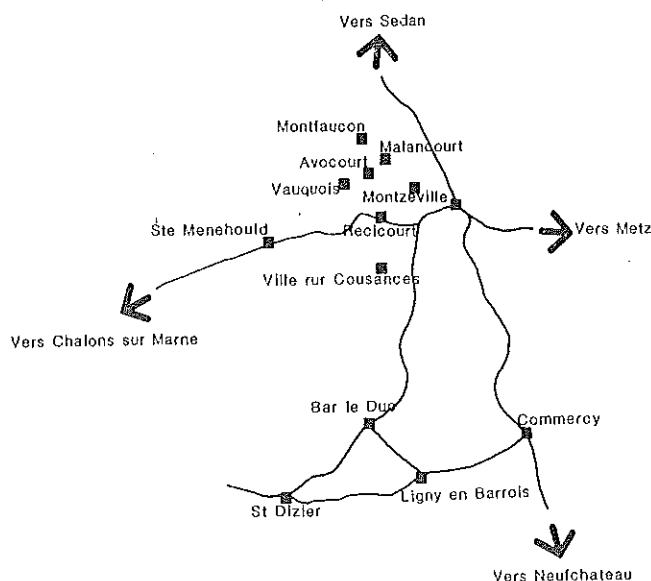 Vers Sedan
Montfaucon
Malancourt
Avocourt
Vauquois
Montzéville
Ste Menehould
Recicourt
Vers Metz
Ville rur Cousances
Vers Chalons sur Marne
Bar le Duc
Commercy
Ligny en Barrois
St Dizier
Vers Neufchateau